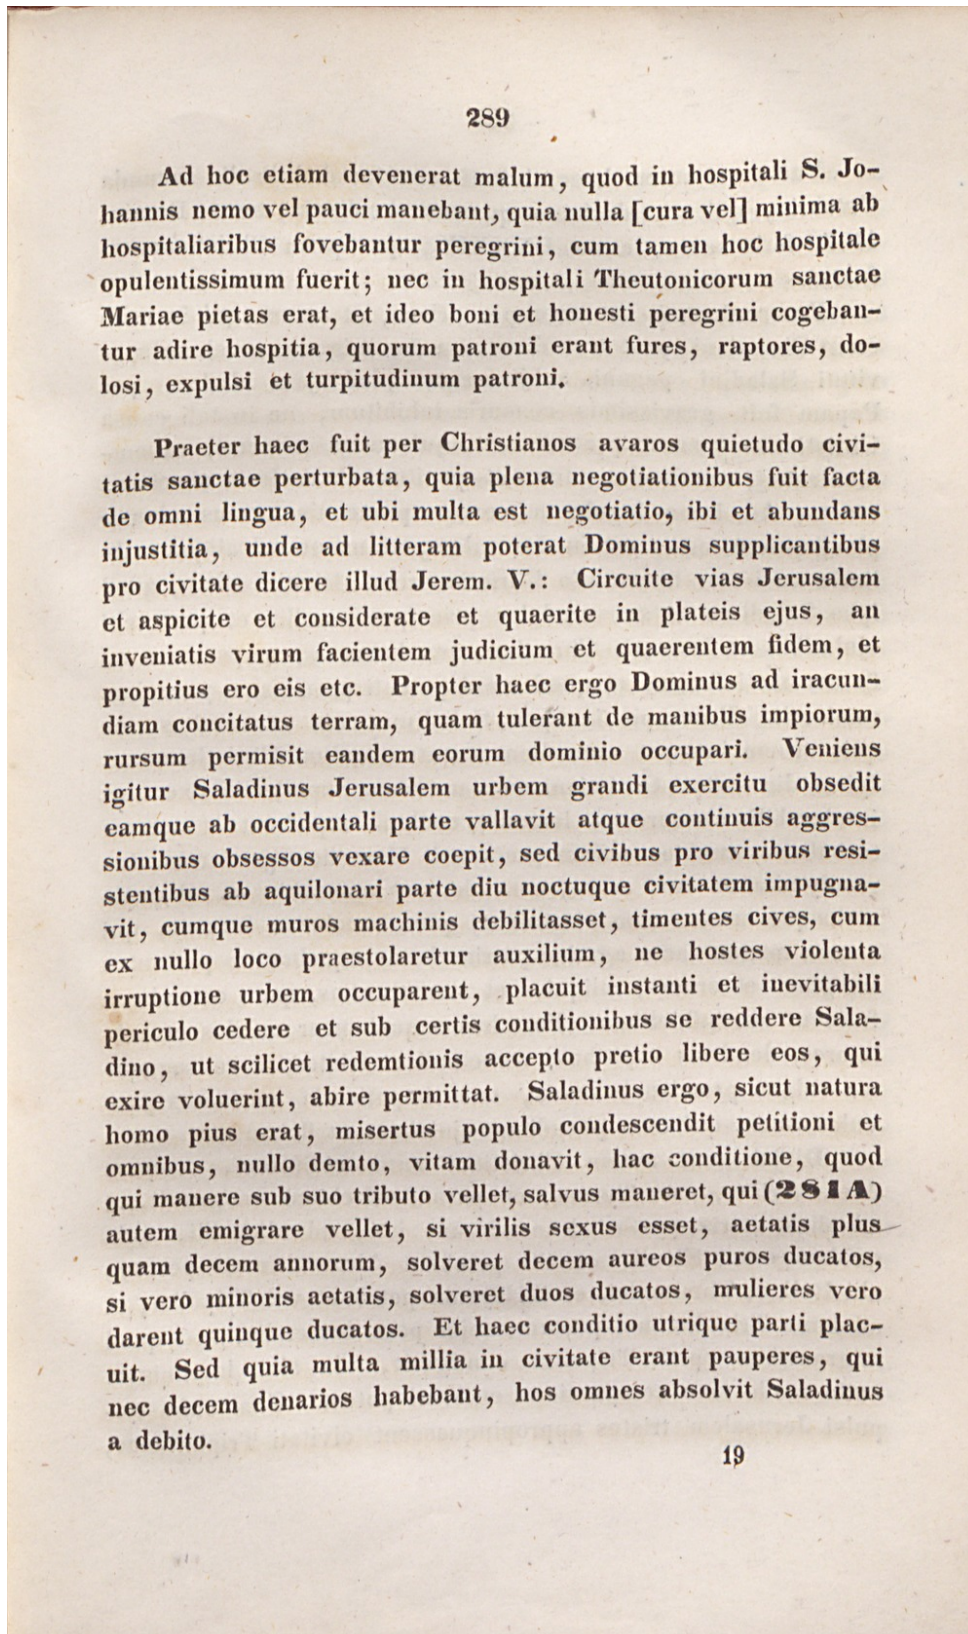 289
Ad hoc etiam devenerat malum, quod in hospitali S. Jo-
hannis nemo vel pauci manebant, quia nulla [cura vel] minima ab
hospitaliaribus fovebantur peregrini, cum tamen hoc hospitale
opulentissimum fuerit; nec in hospitali Theutonicorum sanctae
Mariae pietas erat, et ideo boni et honesti peregrini cogeban-
tur adire hospitia, quorum patroni erant fures, raptores, do-
losi, expulsi et turpitudinum patroni.
Praeter haec fuit per Christianos avaros quietudo civi-
tatis sanctae perturbata, quia plena negotiationibus fuit facta
de omni lingua, et ubi multa est negotiatio, ibi et abundans
injustitia, unde ad litteram poterat Dominus supplicantibus
pro civitate dicere illud Jerem. V.: Circuite vias Jerusalem
et aspicite et considerate et quaerite in plateis ejus, an
inveniatis virum facientem judicium et quaerentem fidem, et
propitius ero eis etc. Propter haec ergo Dominus ad iracun-
diam concitatus terram, quam tulerant de manibus impiorum,
rursum permisit eandem eorum dominio occupari. Veniens
igitur Saladinus Jerusalem urbem grandi exercitu obsedit
eamque ab occidentali parte vallavit atque continuis aggres-
sionibus obsessos vexare coepit, sed civibus pro viribus resi-
stentibus ab aquilonari parte diu noctuque civitatem impugna-
vit, cumque muros machinis debilitasset, timentes cives, cum
ex nullo loco praestolaretur auxilium, ne hostes violenta
irruptione urbem occuparent, placuit instanti et inevitabili
periculo cedere et sub certis conditionibus se reddere Sala-
dino, ut scilicet redemtionis accepto pretio libere eos, qui
exire voluerint, abire permittat. Saladinus ergo, sicut natura
homo pius erat, misertus populo condescendit petitioni et
omnibus, nullo demto, vitam donavit, hac conditione, quod
qui manere sub suo tributo vellet, salvus maneret, qui (281A)
autem emigrare vellet, si virilis sexus esset, aetatis plus
quam decem annorum, solveret decem aureos puros ducatos,
si vero minoris aetatis, solveret duos ducatos, mulieres vero
darent quinque ducatos. Et haec conditio utrique parti plac-
uit. Sed quia multa millia in civitate erant pauperes, qui
nec decem denarios habebant, hos omnes absolvit Saladinus
a debito.
19